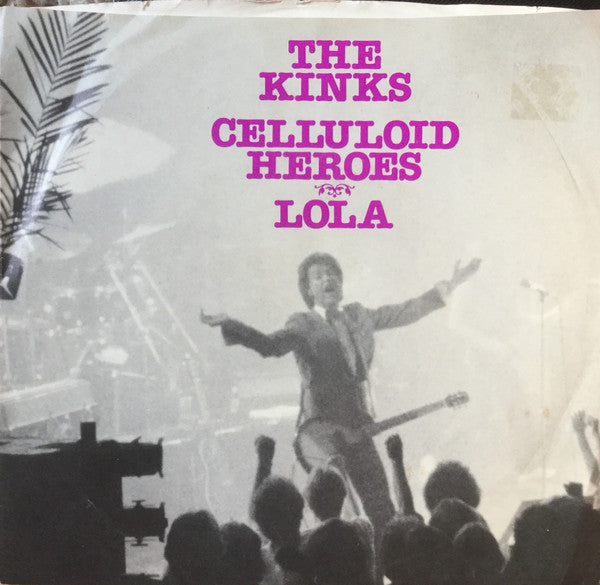 THE
KINKS
CELLULOID
HEROES
LOLA